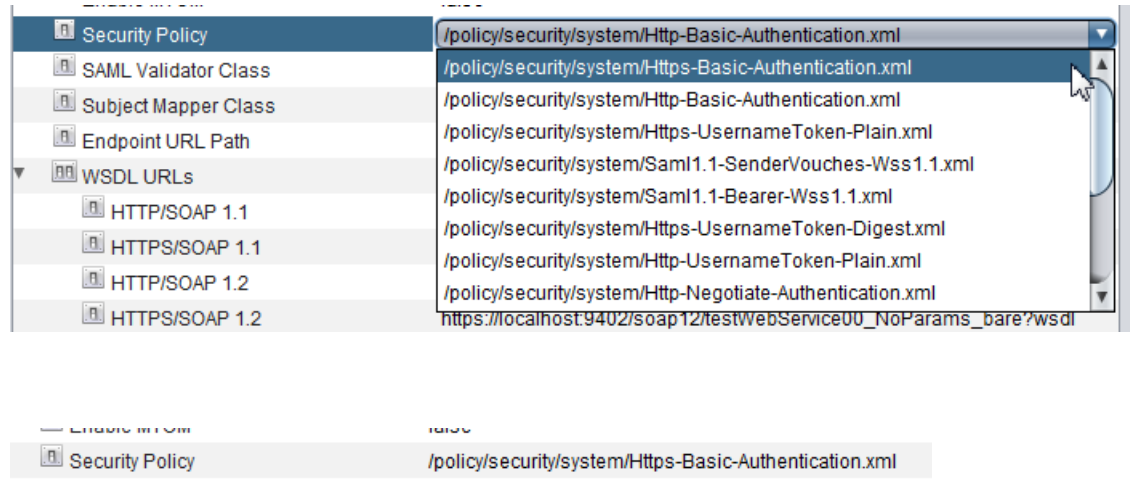 Security Policy /policy/security/system/Http-Basic-Authentication.xml
SAML Validator Class /policy/security/system/Https-Basic-Authentication.xml
Subject Mapper Class /policy/security/system/Http-Basic-Authentication.xml
Endpoint URL Path /policy/security/system/Https-UsernameToken-Plain.xml
WSDL URLs /policy/security/system/Saml1.1-SenderVouches-Wss1.1.xml
HTTP/SOAP 1.1 /policy/security/system/Saml1.1-Bearer-Wss1.1.xml
HTTPS/SOAP 1.1 /policy/security/system/Https-UsernameToken-Digest.xml
/policy/security/system/Http-UsernameToken-Plain.xml
HTTP/SOAP 1.2 /policy/security/system/Http-Negotiate-Authentication.xml
HTTPS/SOAP 1.2 https://localhost:9402/soap12/testWebService00_NoParams_bare?wsdl
Security Policy /policy/security/system/Https-Basic-Authentication.xml